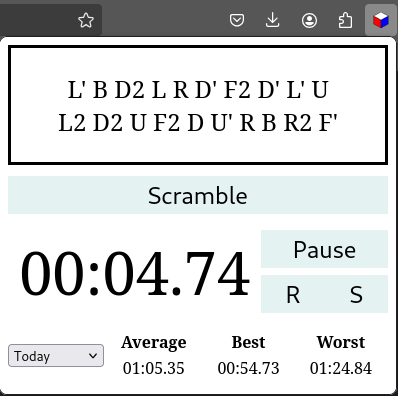 L' B D2 L R D' F2 D' L' U
L2 D2 U F2 D U' R B R2 F'
Scramble
00:04.74
Pause
R S
Today
Average Best Worst
01:05.35 00:54.73 01:24.84